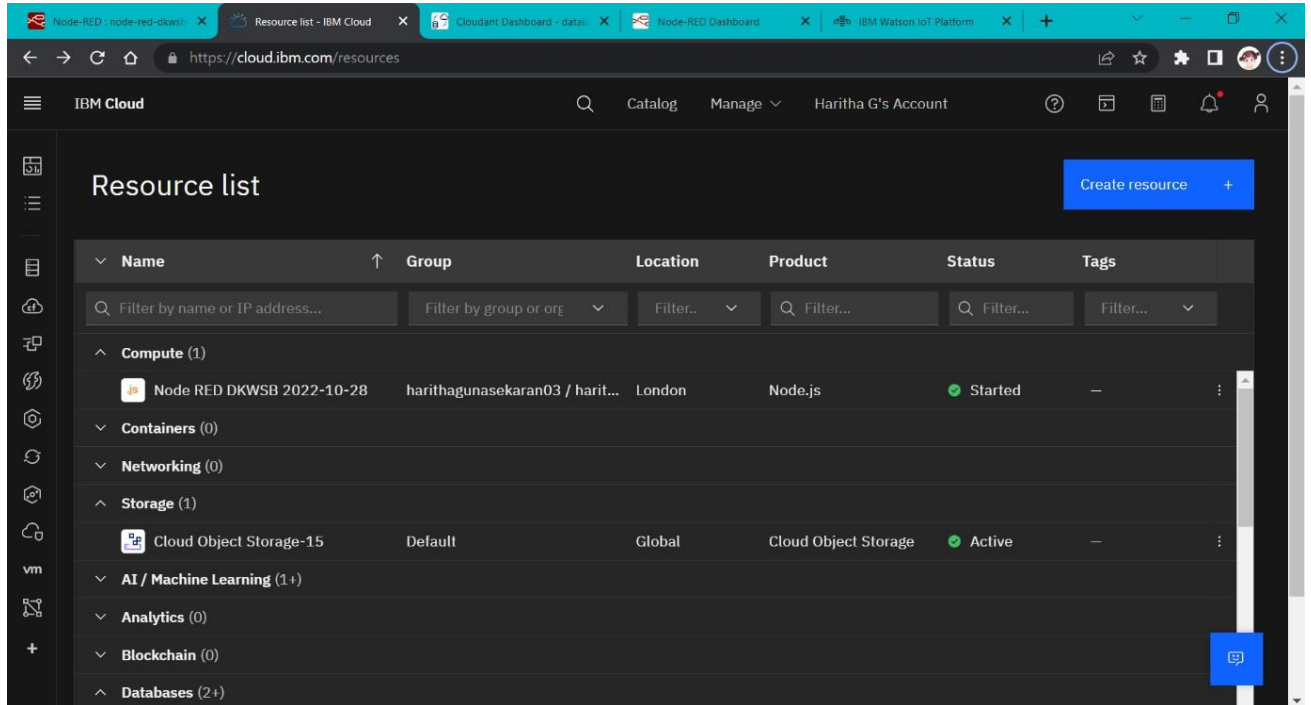 Node-RED : node-red-dkwsb
Resource list - IBM Cloud
Cloudant Dashboard - datab
Node-RED Dashboard
IBM Watson IoT Platform
https://cloud.ibm.com/resources
IBM Cloud
Catalog
Manage
Haritha G's Account
Resource list
Create resource +
Name
Group
Location
Product
Status
Tags
Filter by name or IP address...
Filter by group or org
Filter..
Filter...
Filter...
Filter...
Compute (1)
.js
Node RED DKWSB 2022-10-28
harithagunasekaran03 / harit...
London
Node.js
Started
–
Containers (0)
Networking (0)
Storage (1)
Cloud Object Storage-15
Default
Global
Cloud Object Storage
Active
–
AI / Machine Learning (1+)
Analytics (0)
Blockchain (0)
Databases (2+)
vm